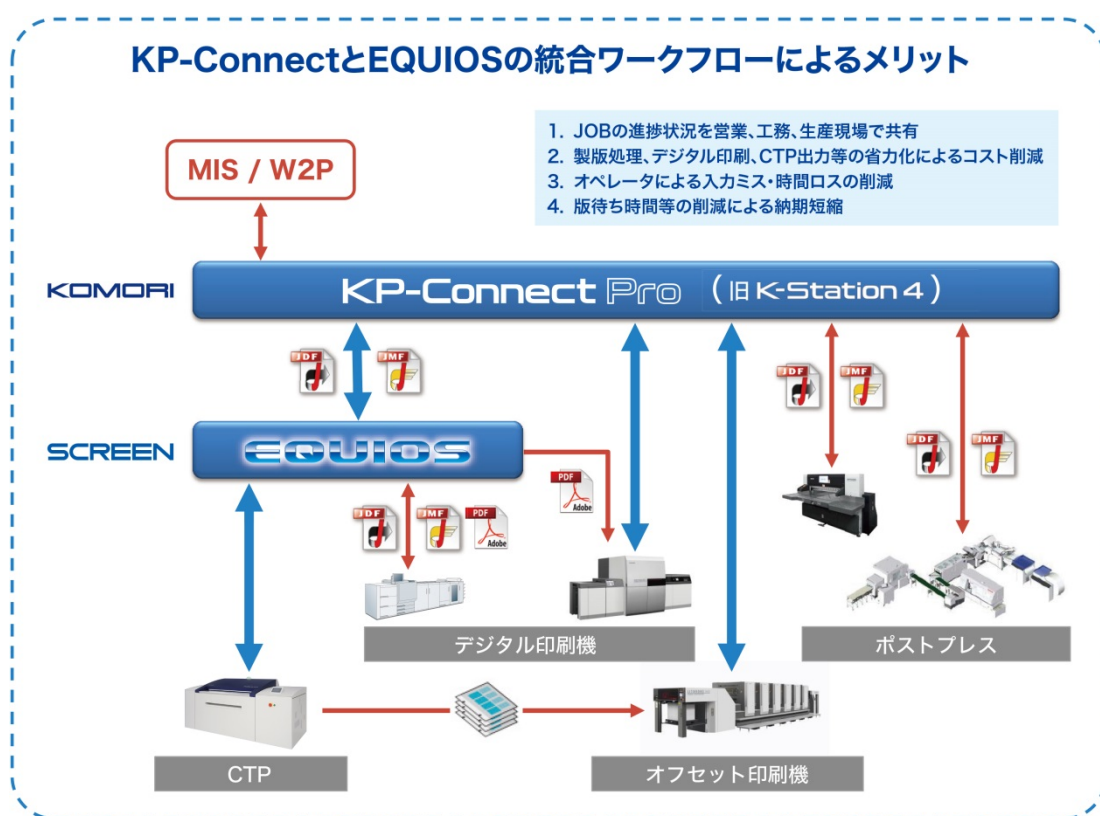 KP-ConnectとEQUIOSの統合ワークフローによるメリット
1. JOBの進捗状況を営業、工務、生産現場で共有
2. 製版処理、デジタル印刷、CTP出力等の省力化によるコスト削減
3. オペレータによる入力ミス・時間ロスの削減
4. 版待ち時間等の削減による納期短縮
MIS / W2P
KOMORI
KP-Connect Pro (旧 K-Station 4)
JDF
JMF
JDF
JMF
SCREEN
EQUIOS
JDF
JMF
PDF
Adobe
JDF
JMF
PDF
Adobe
デジタル印刷機
ポストプレス
CTP
オフセット印刷機